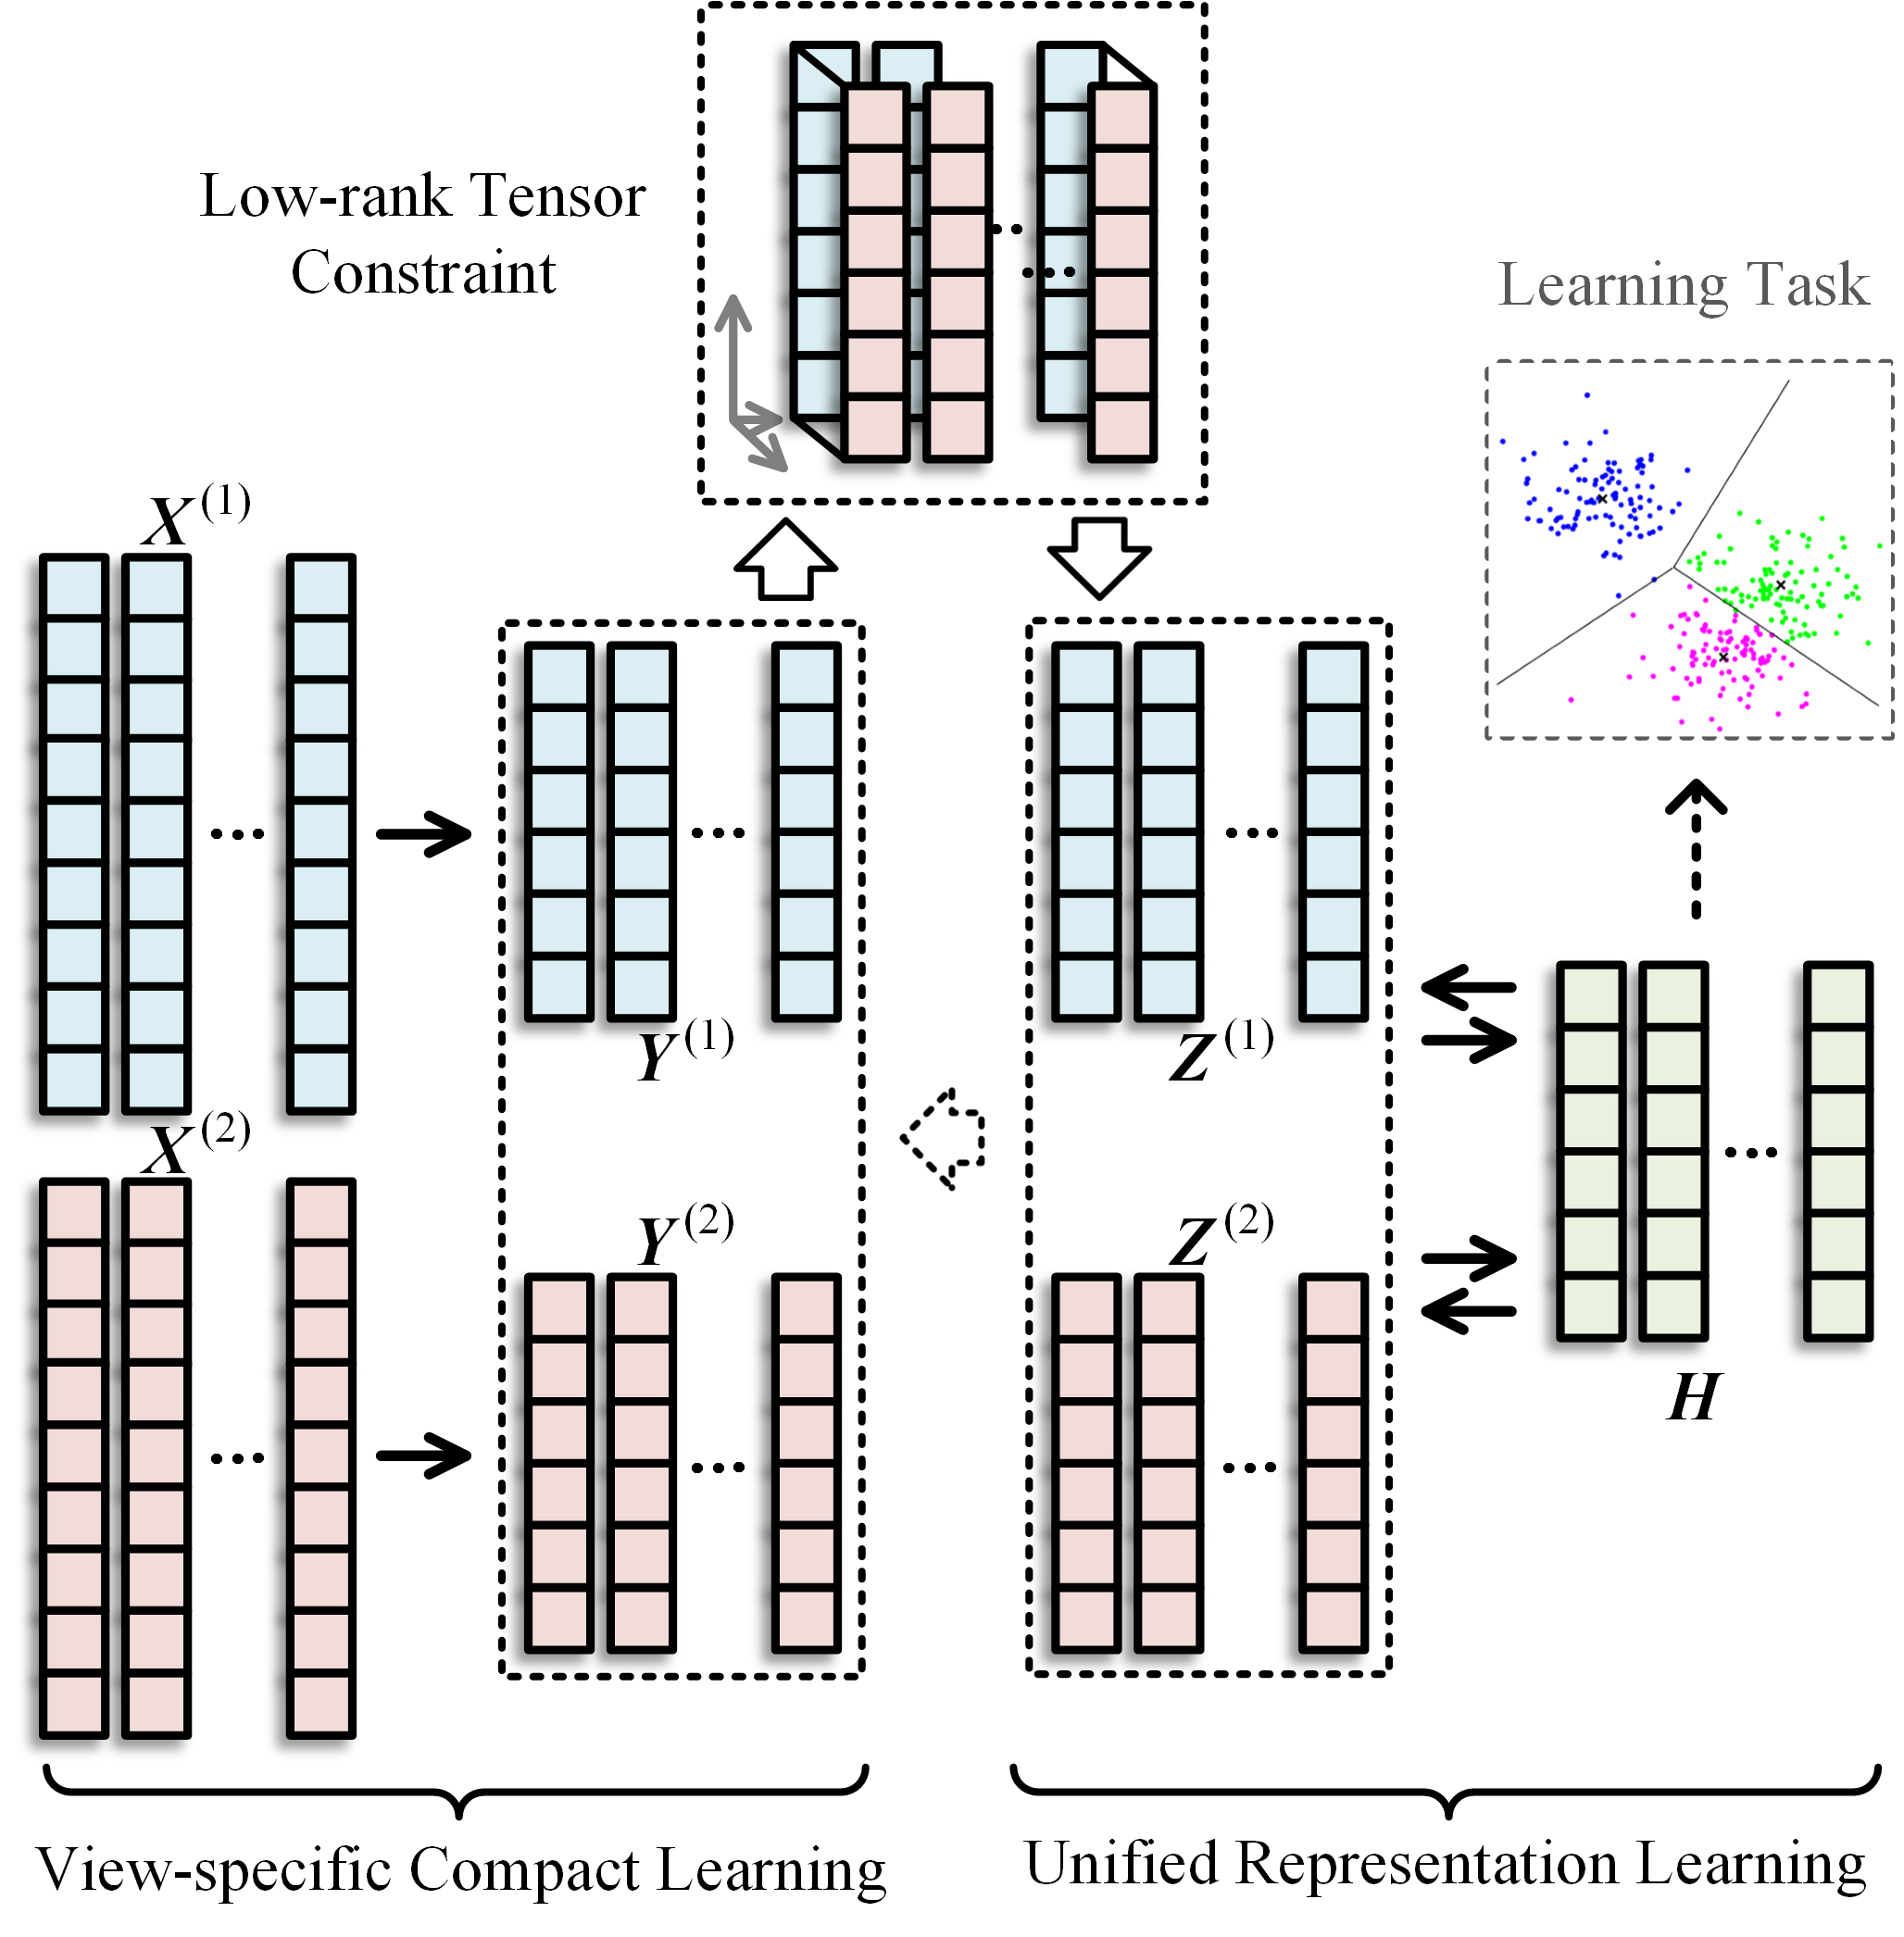 Low-rank Tensor
Constraint
Learning Task
X(1)
Y(1)
Z(1)
X(2)
Y(2)
Z(2)
H
View-specific Compact Learning
Unified Representation Learning